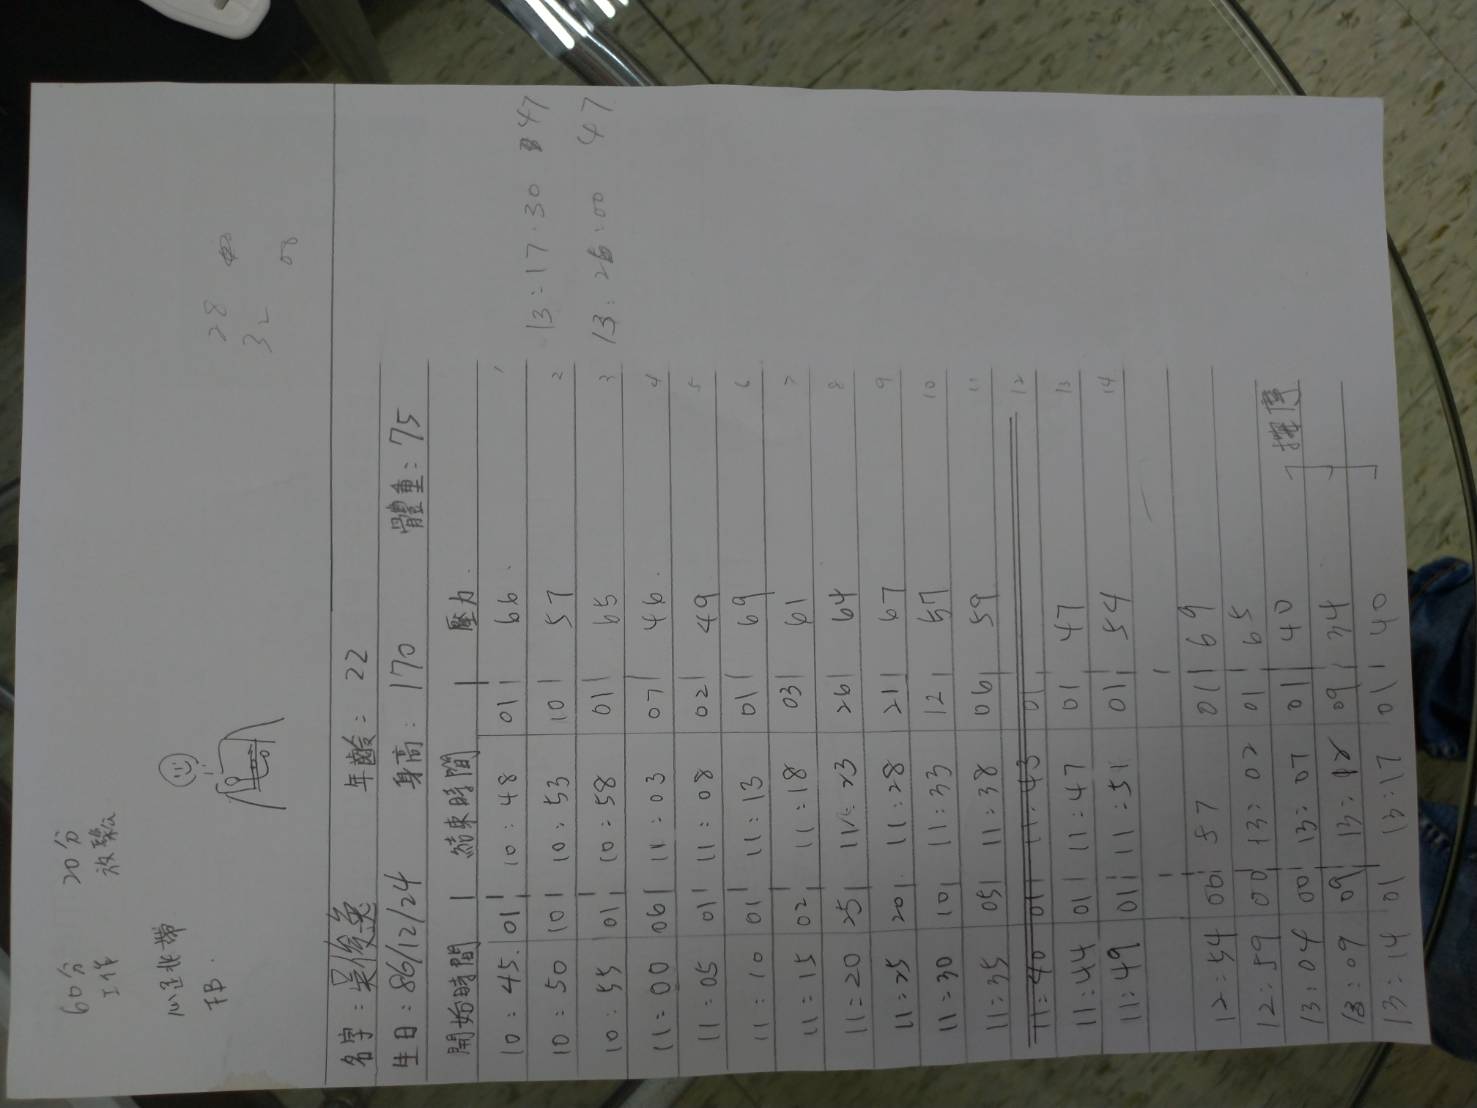 60分 20分
工作 放鬆
心跳帶
FB.
28
32
00
名字：吳俊 年齡：22
生日：86/12/24 身高：170 體重：75
開始時間 | 結束時間 | 壓力.
10：45. 01 | 10：48 01 | 66. 1
10：50 10 | 10：53 10 | 57 2
10：55 01 | 10：58 01 | 65 3
11：00 06 | 11：03 07 | 46. 4
11：05 01 | 11：08 02 | 49 5
11：10 01 | 11：13 01 | 69 6
11：15 02 | 11：18 03 | 61 7
11：20 25 | 11：23 26 | 64 8
11：25 20 | 11：28 21 | 67 9
11：30 10 | 11：33 12 | 57 10
11：35 05 | 11：38 06 | 59 11
11：40 01 | 11：43 01 12
11：44 01 | 11：47 01 | 47 13
11：49 01 | 11：51 01 | 54 14
12：54 00 | 57 01 | 69
12：59 00 | 13：02 01 | 65
13：04 00 | 13：07 01 | 40
13：09 09 | 13：12 09 | 34
13：14 01 | 13：17 01 | 40
13：17.30 47
13：26：00 47